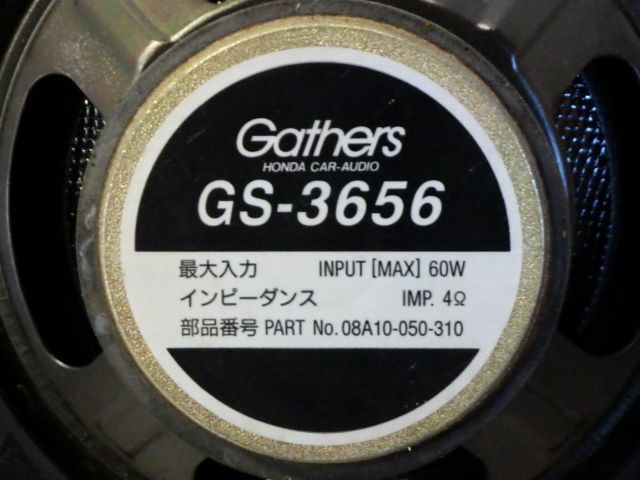 Gathers
HONDA CAR-AUDIO
GS-3656
最大入力 INPUT [MAX] 60W
インピーダンス IMP. 4Ω
部品番号 PART No. 08A10-050-310